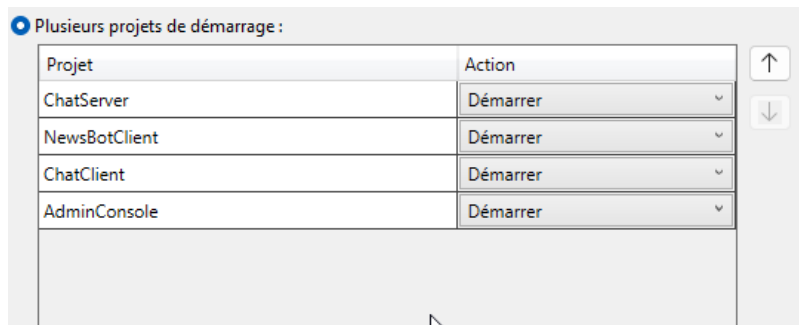 Plusieurs projets de démarrage :
Projet Action
ChatServer Démarrer
NewsBotClient Démarrer
ChatClient Démarrer
AdminConsole Démarrer